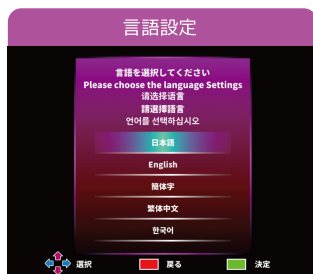 言語設定
言語を選択してください
Please choose the language Settings
请选择语言
請選擇語言
언어를 선택하십시오
日本語
English
簡体字
繁体中文
한국어
選択 戻る 決定